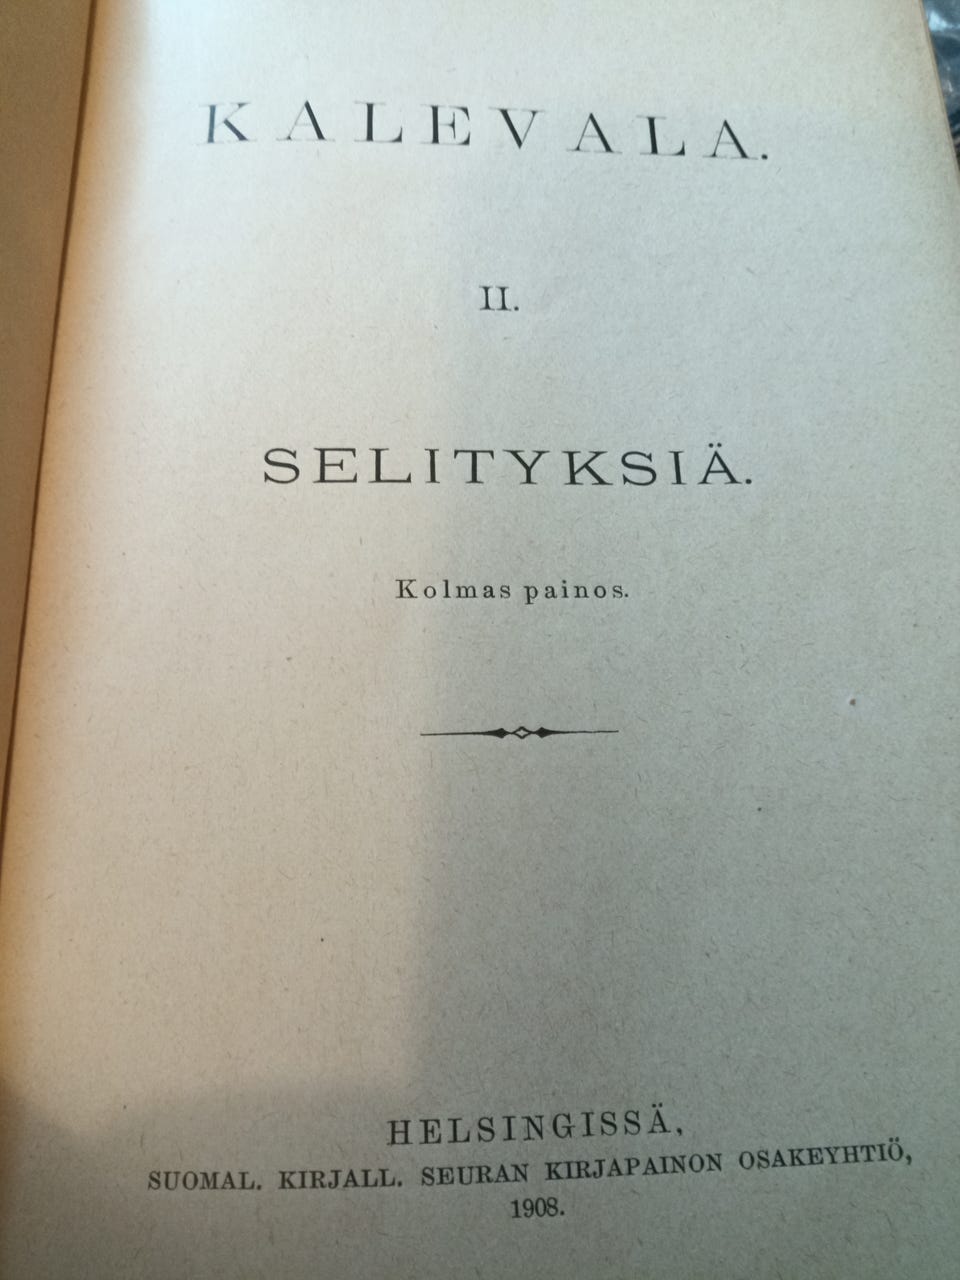 KALEVALA.
II.
SELITYKSIÄ.
Kolmas painos.
HELSINGISSÄ,
SUOMAL. KIRJALL. SEURAN KIRJAPAINON OSAKEYHTIÖ,
1908.